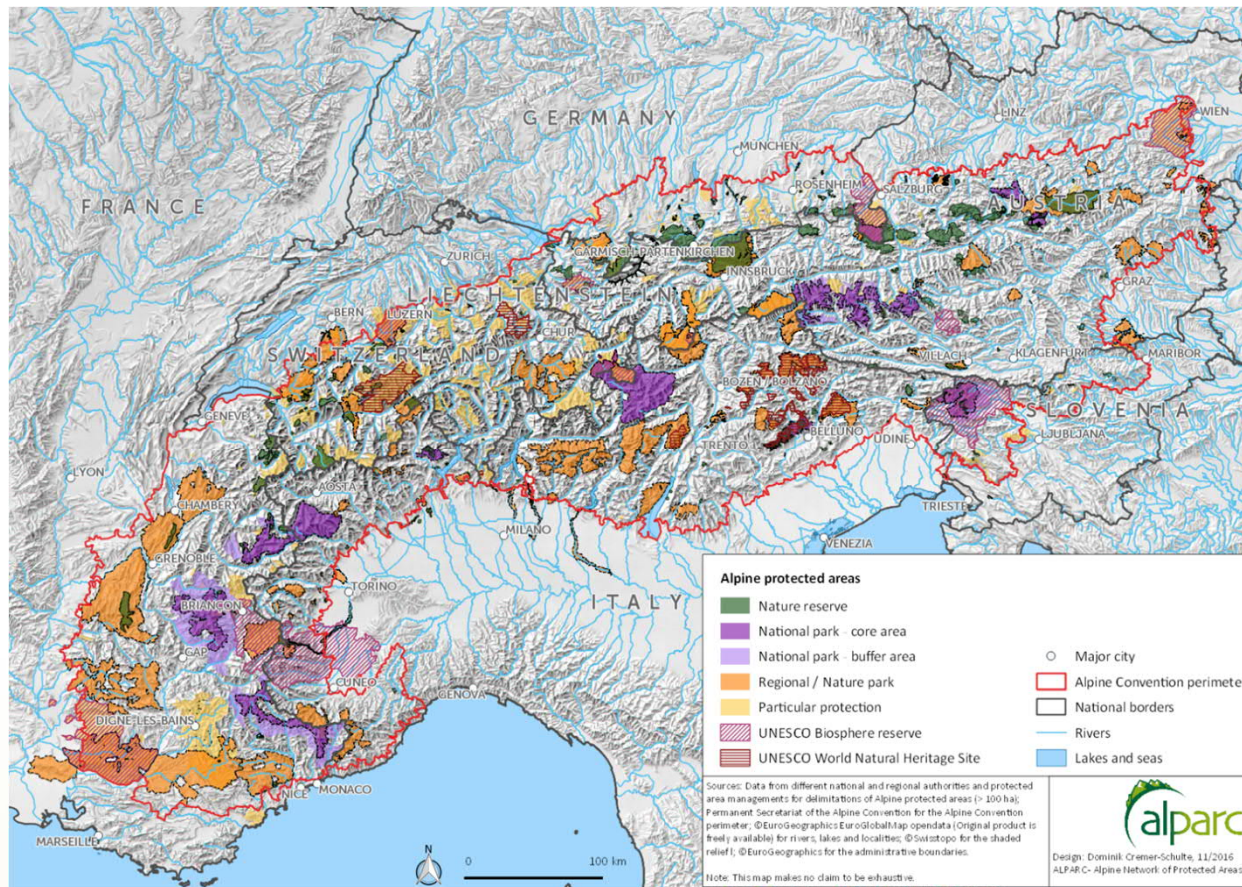 GERMANY
LINZ
WIEN
MÜNCHEN
FRANCE
ROSENHEIM
SALZBURG
AUSTRIA
GARMISCH - PARTENKIRCHEN
ZURICH
INNSBRUCK
LIECHTENSTEIN
GRAZ
BERN
LUZERN
CHUR
SWITZERLAND
VILLACH
KLAGENFURT
MARIBOR
BOZEN / BOLZANO
GENEVE
SLOVENIA
BELLUNO
LJUBLJANA
TRENTO
UDINE
LYON
AOSTA
CHAMBERY
TRIESTE
MILANO
VENEZIA
GRENOBLE
TORINO
ITALY
BRIANCON
GAP
CUNEO
GENOVA
DIGNE-LES-BAINS
NICE
MONACO
MARSEILLE
N
0
100 km
Alpine protected areas
Nature reserve
National park - core area
National park - buffer area
Regional / Nature park
Particular protection
UNESCO Biosphere reserve
UNESCO World Natural Heritage Site
Major city
Alpine Convention perimete
National borders
Rivers
Lakes and seas
Sources: Data from different national and regional authorities and protected
area managements for delimitations of Alpine protected areas (> 100 ha);
Permanent Secretariat of the Alpine Convention for the Alpine Convention
perimeter; ©EuroGeographics EuroGlobalMap opendata (Original product is
freely available) for rivers, lakes and localities; ©Swisstopo for the shaded
relief; ©EuroGeographics for the administrative boundaries.
Note: This map makes no claim to be exhaustive.
alparc
Design: Dominik Cremer-Schulte, 11/2016
ALPARC- Alpine Network of Protected Areas